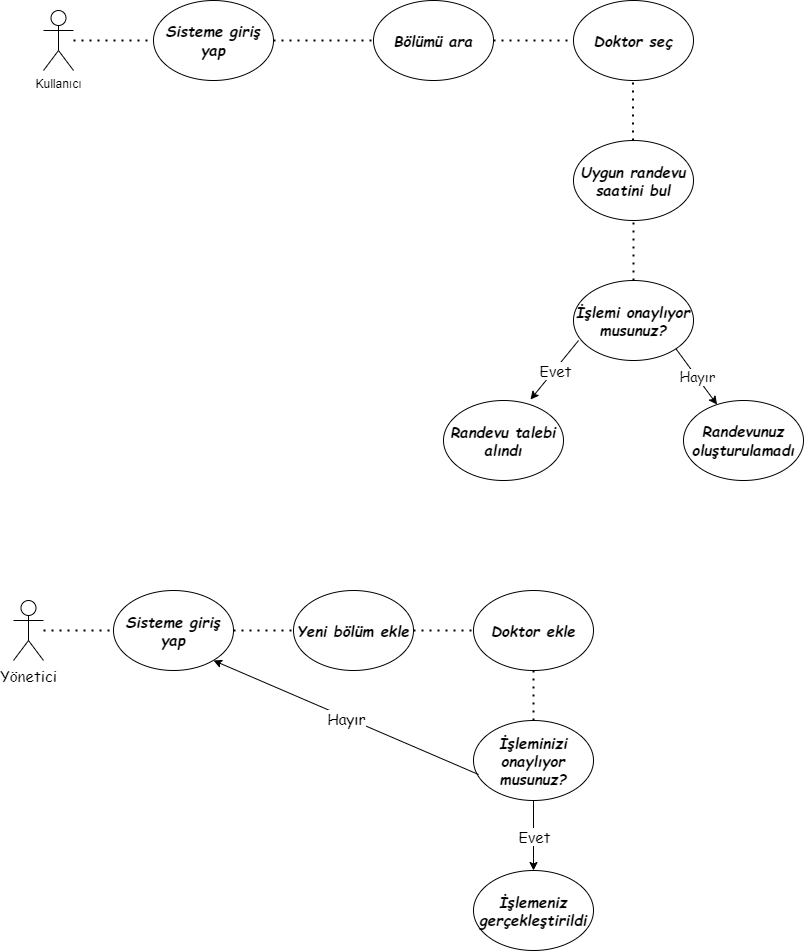 Sisteme giriş
yap
Bölümü ara
Doktor seç
Kullanıcı
Uygun randevu
saatini bul
İşlemi onaylıyor
musunuz?
Evet
Hayır
Randevu talebi
alındı
Randevunuz
oluşturulamadı
Sisteme giriş
yap
Yeni bölüm ekle
Doktor ekle
Yönetici
Hayır
İşleminizi
onaylıyor
musunuz?
Evet
İşlemeniz
gerçekleştirildi